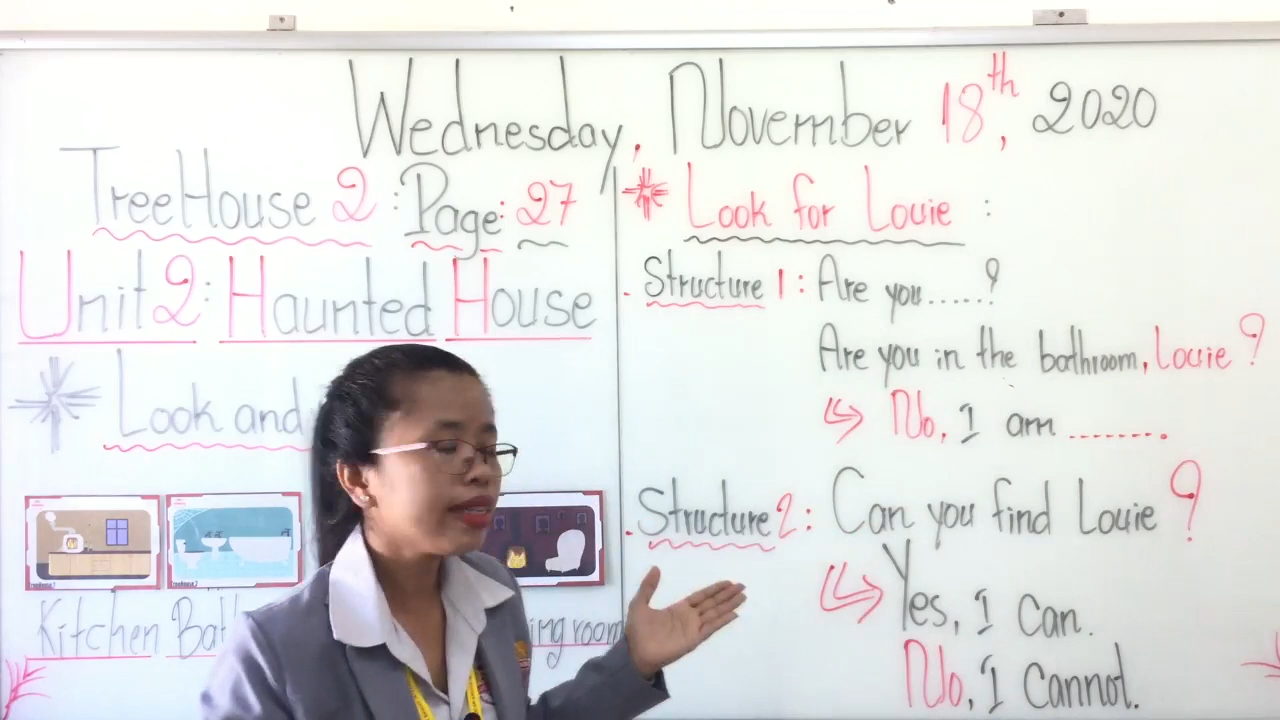 Wednesday, November 18th, 2020
TreeHouse 2 : Page: 27
Unit 2: Haunted House
Look and
Kitchen Bat
ing room
Look for Louie :
Structure 1 : Are you......?
Are you in the bathroom, Louie?
No, I am ........
Structure 2 : Can you find Louie?
Yes, I Can.
No, I Cannot.